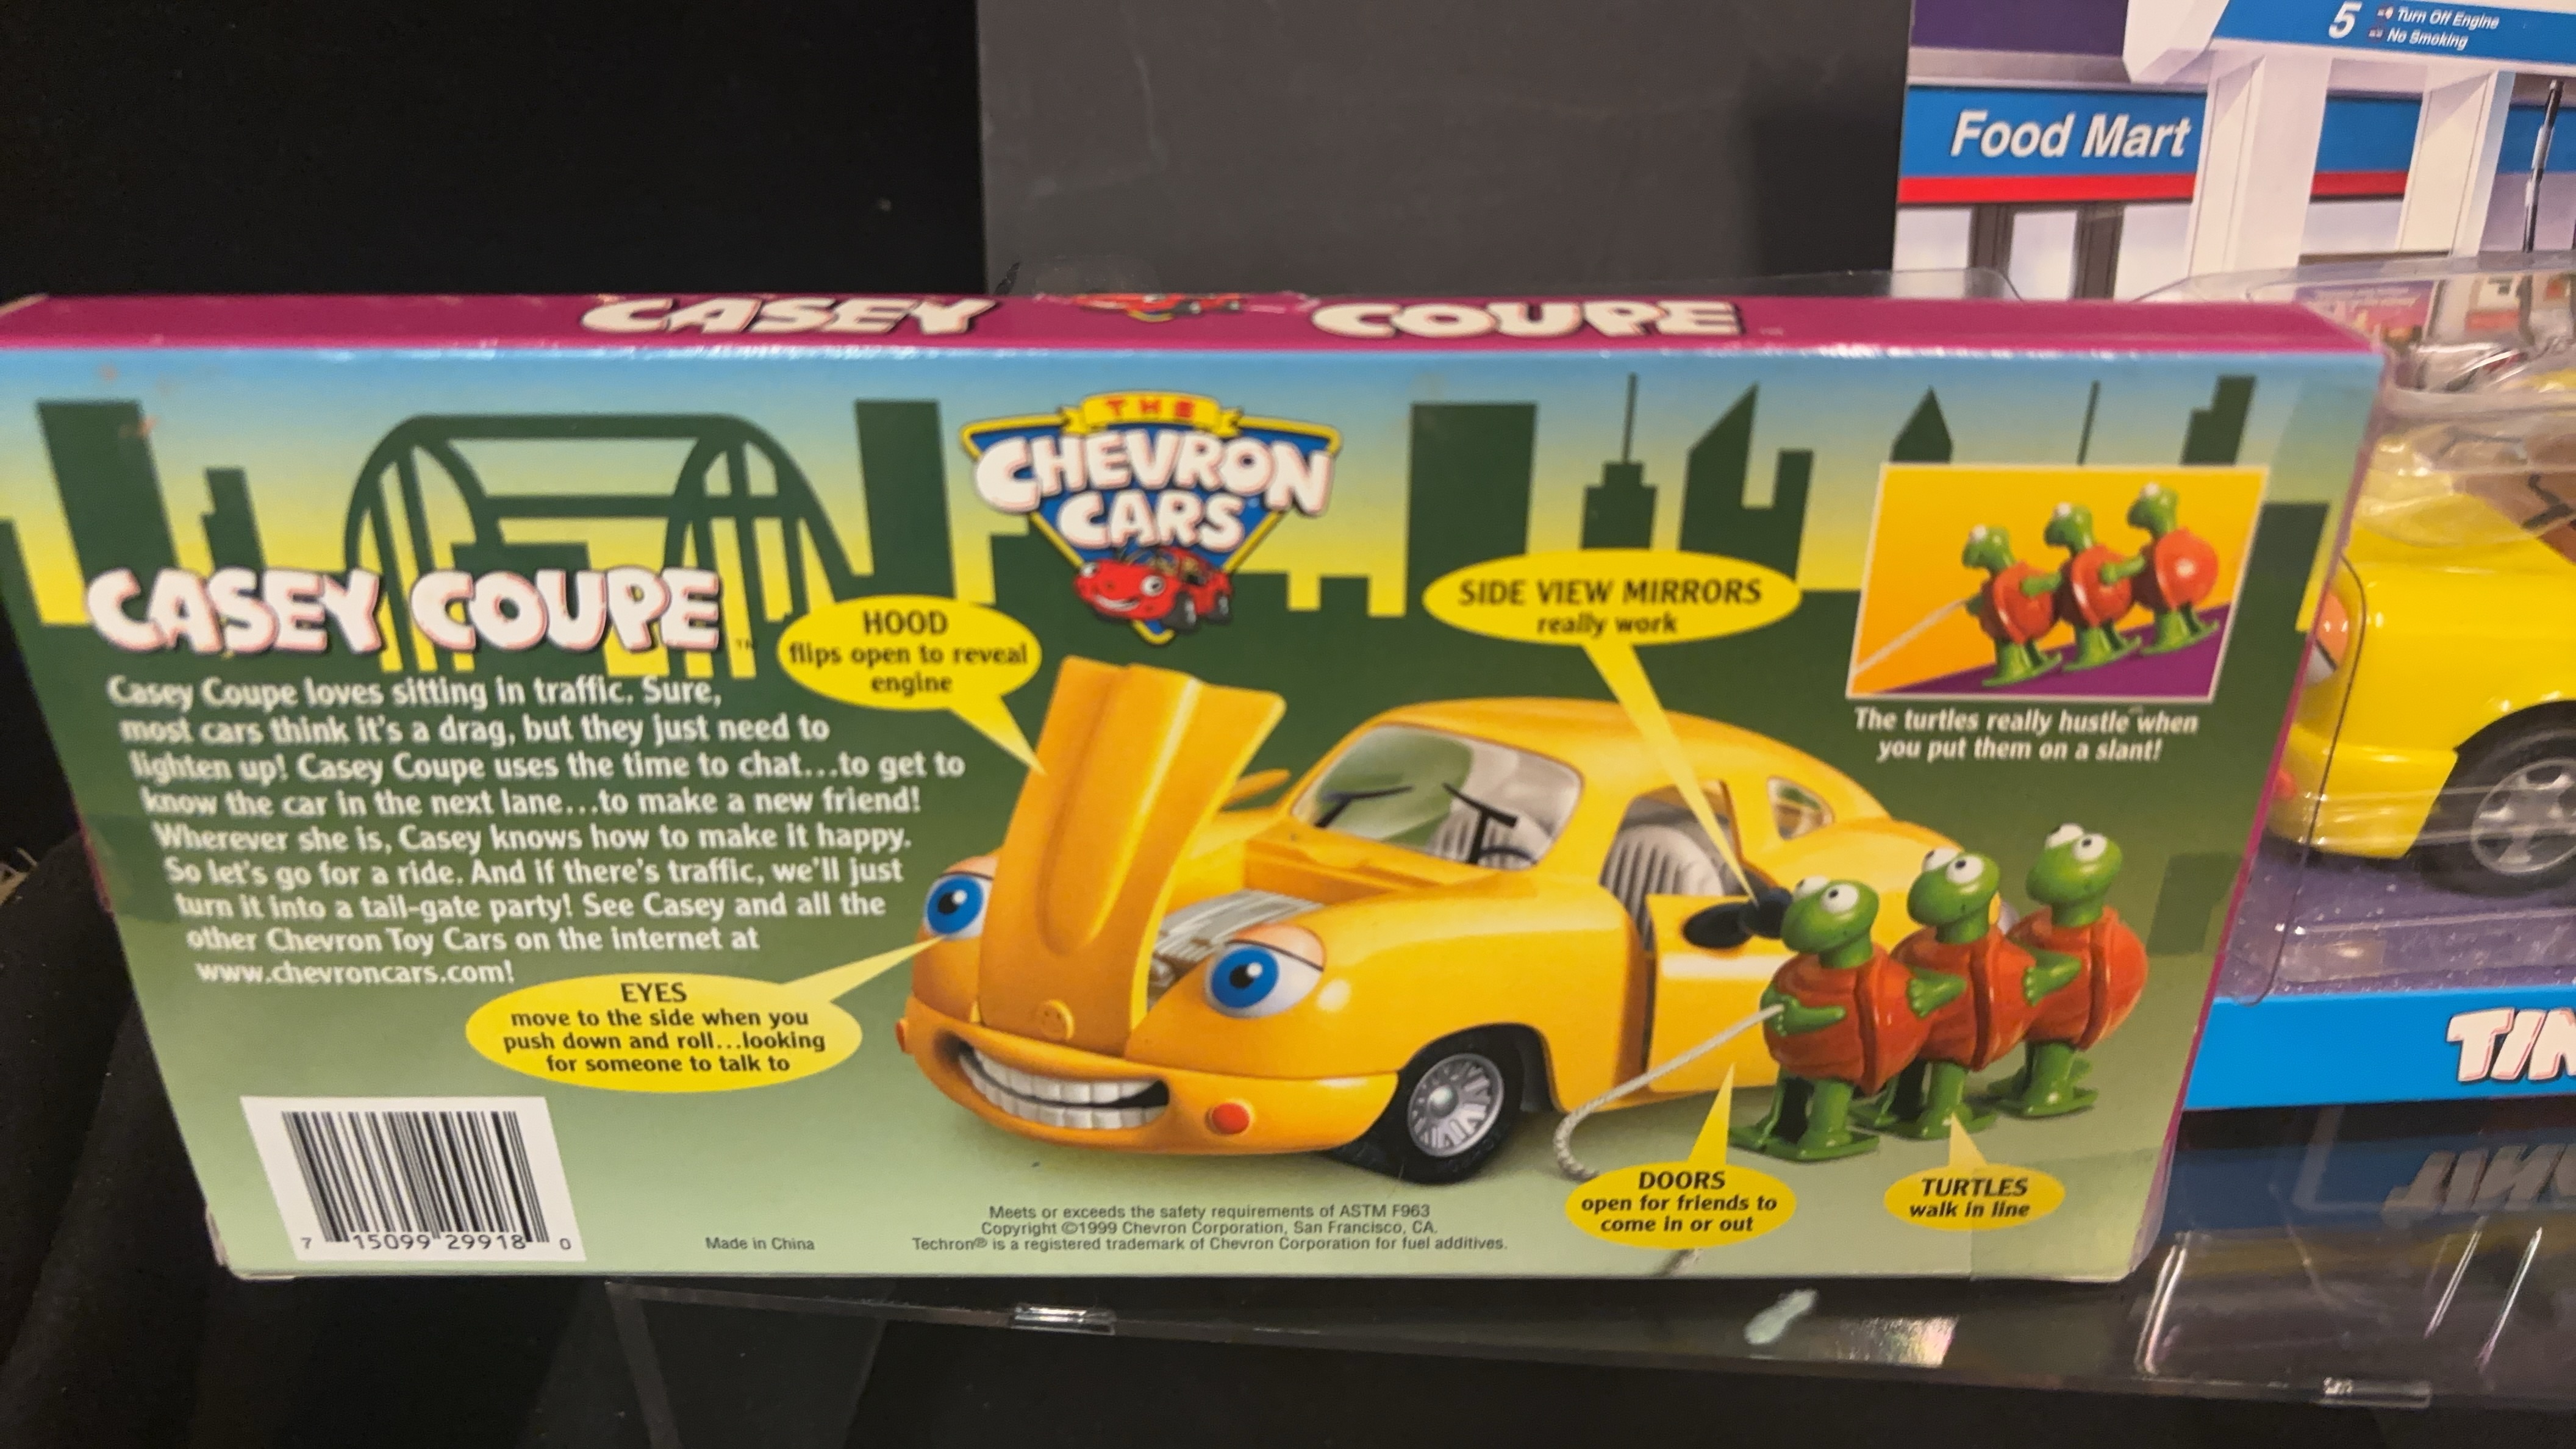 5
Turn Off Engine
No Smoking
Food Mart
CASEY COUPE
THE
CHEVRON
CARS
CASEY COUPE™
Casey Coupe loves sitting in traffic. Sure,
most cars think it's a drag, but they just need to
lighten up! Casey Coupe uses the time to chat...to get to
know the car in the next lane...to make a new friend!
Wherever she is, Casey knows how to make it happy.
So let's go for a ride. And if there's traffic, we'll just
turn it into a tail-gate party! See Casey and all the
other Chevron Toy Cars on the internet at
www.chevroncars.com!
HOOD
flips open to reveal
engine
SIDE VIEW MIRRORS
really work
The turtles really hustle when
you put them on a slant!
EYES
move to the side when you
push down and roll...looking
for someone to talk to
DOORS
open for friends to
come in or out
TURTLES
walk in line
7 15099 29918 0
Made in China
Meets or exceeds the safety requirements of ASTM F963
Copyright ©1999 Chevron Corporation, San Francisco, CA.
Techron® is a registered trademark of Chevron Corporation for fuel additives.